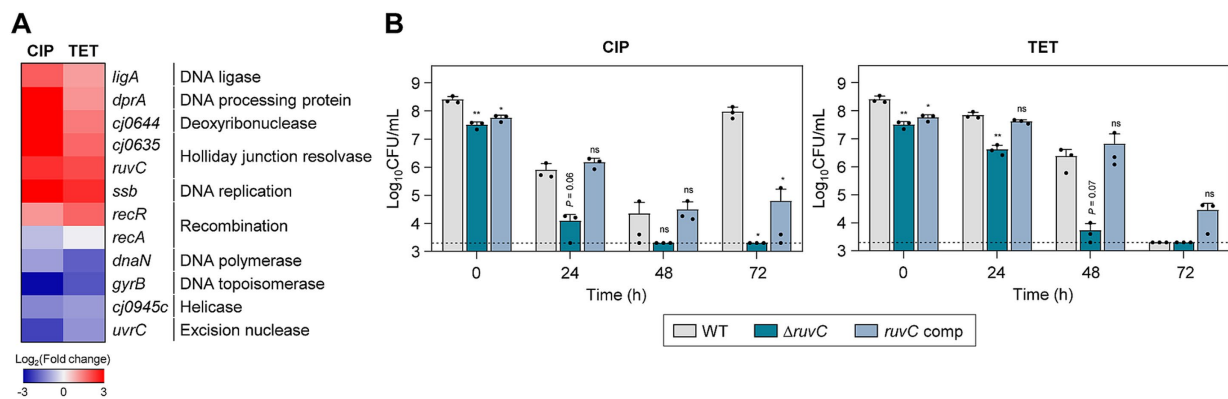 A
CIP TET
ligA DNA ligase
dprA DNA processing protein
cj0644 Deoxyribonuclease
cj0635
Holliday junction resolvase
ruvC
ssb DNA replication
recR
Recombination
recA
dnaN DNA polymerase
gyrB DNA topoisomerase
cj0945c Helicase
uvrC Excision nuclease
Log2(Fold change)
-3 0 3
B
CIP
Log10CFU/mL
9
8
7
6
5
4
3
** * P = 0.06 ns ns ns * *
0 24 48 72
Time (h)
TET
Log10CFU/mL
9
8
7
6
5
4
3
** * ** ns P = 0.07 ns ns
0 24 48 72
Time (h)
WT ΔruvC ruvC comp